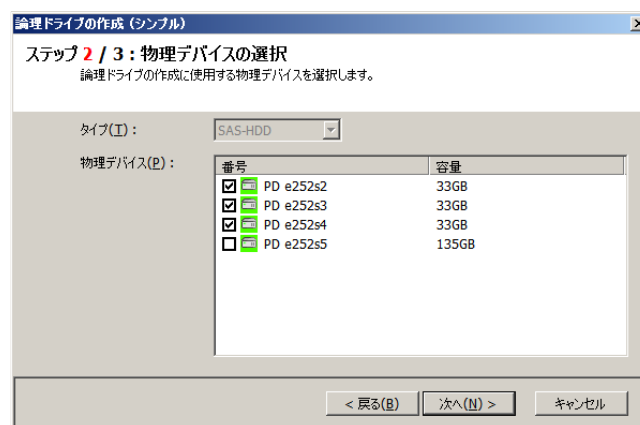 論理ドライブの作成 (シンプル)
ステップ 2 / 3 : 物理デバイスの選択
論理ドライブの作成に使用する物理デバイスを選択します。
タイプ(T) : SAS-HDD
物理デバイス(P) :
番号 容量
PD e252s2 33GB
PD e252s3 33GB
PD e252s4 33GB
PD e252s5 135GB
< 戻る(B) 次へ(N) > キャンセル